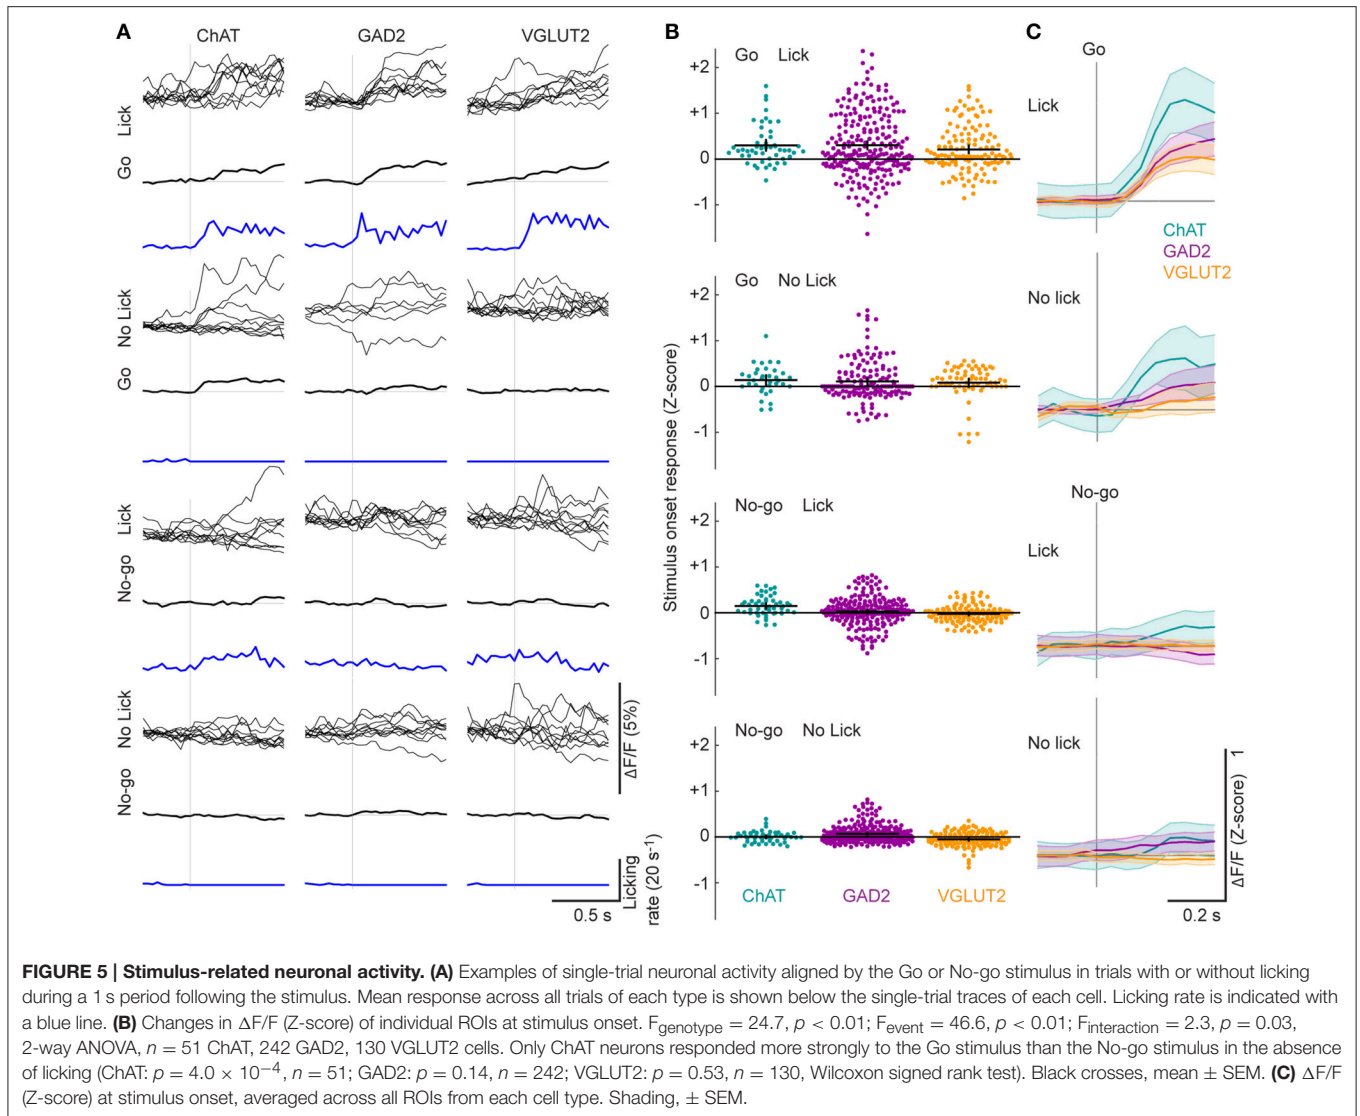 A
ChAT
GAD2
VGLUT2
Lick
Go
No Lick
Go
Lick
No-go
No Lick
No-go
ΔF/F (5%)
Licking
rate (20 s⁻¹)
0.5 s
B
Stimulus onset response (Z-score)
Go Lick
+2
+1
0
-1
Go No Lick
+2
+1
0
-1
No-go Lick
+2
+1
0
-1
No-go No Lick
+2
+1
0
-1
ChAT
GAD2
VGLUT2
C
Go
Lick
ChAT
GAD2
VGLUT2
No lick
No-go
Lick
No lick
ΔF/F (Z-score) 1
0.2 s
FIGURE 5 | Stimulus-related neuronal activity. (A) Examples of single-trial neuronal activity aligned by the Go or No-go stimulus in trials with or without licking
during a 1 s period following the stimulus. Mean response across all trials of each type is shown below the single-trial traces of each cell. Licking rate is indicated with
a blue line. (B) Changes in ΔF/F (Z-score) of individual ROIs at stimulus onset. Fgenotype = 24.7, p < 0.01; Fevent = 46.6, p < 0.01; Finteraction = 2.3, p = 0.03,
2-way ANOVA, n = 51 ChAT, 242 GAD2, 130 VGLUT2 cells. Only ChAT neurons responded more strongly to the Go stimulus than the No-go stimulus in the absence
of licking (ChAT: p = 4.0 × 10⁻⁴, n = 51; GAD2: p = 0.14, n = 242; VGLUT2: p = 0.53, n = 130, Wilcoxon signed rank test). Black crosses, mean ± SEM. (C) ΔF/F
(Z-score) at stimulus onset, averaged across all ROIs from each cell type. Shading, ± SEM.